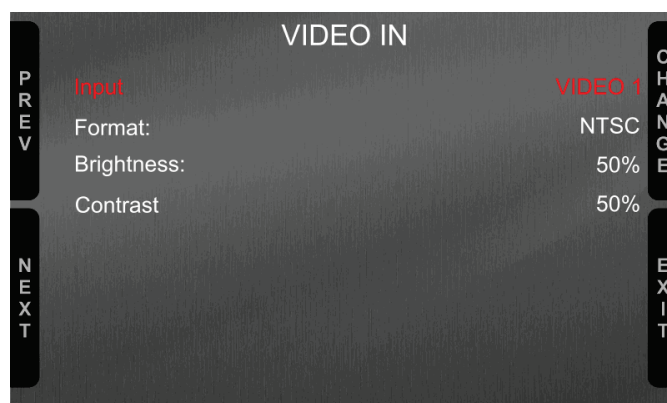 VIDEO IN
PREV
CHANGE
Input VIDEO 1
Format: NTSC
Brightness: 50%
Contrast 50%
NEXT
EXIT